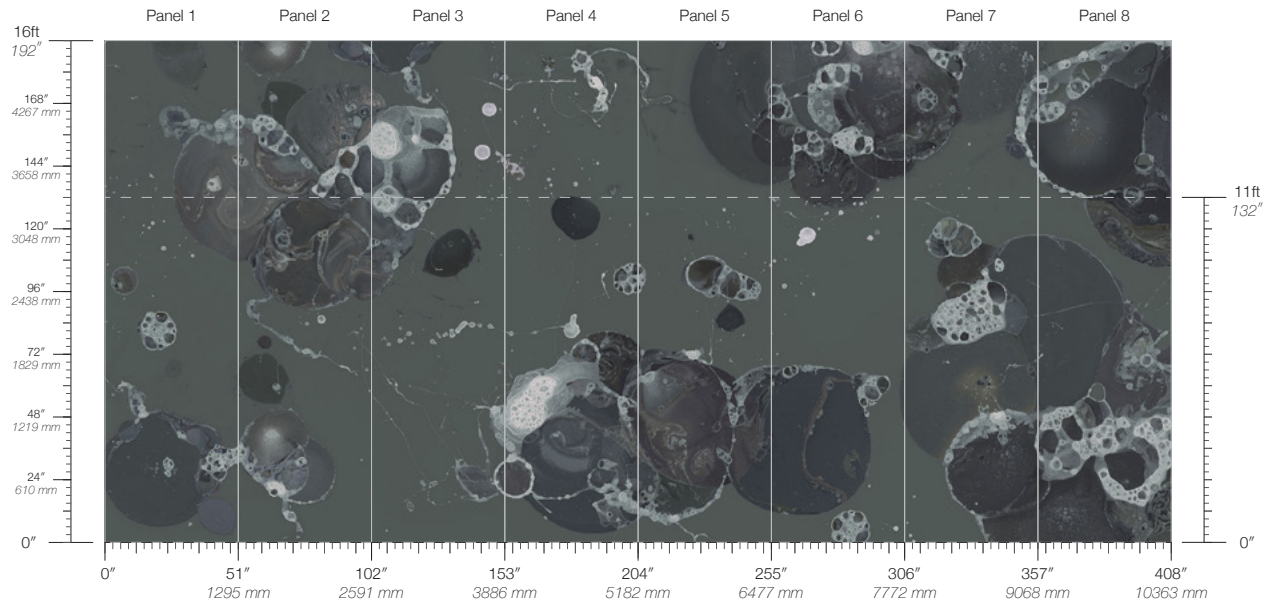 Panel 1 Panel 2 Panel 3 Panel 4 Panel 5 Panel 6 Panel 7 Panel 8
16ft
192″
168″
4267 mm
144″
3658 mm
120″
3048 mm
96″
2438 mm
72″
1829 mm
48″
1219 mm
24″
610 mm
0″
11ft
132″
0″
0″ 51″ 102″ 153″ 204″ 255″ 306″ 357″ 408″
1295 mm 2591 mm 3886 mm 5182 mm 6477 mm 7772 mm 9068 mm 10363 mm